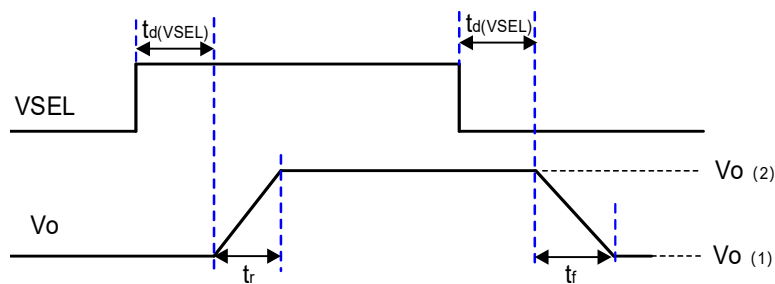 td(VSEL)
td(VSEL)
VSEL
Vo (2)
Vo
Vo (1)
tr
tf